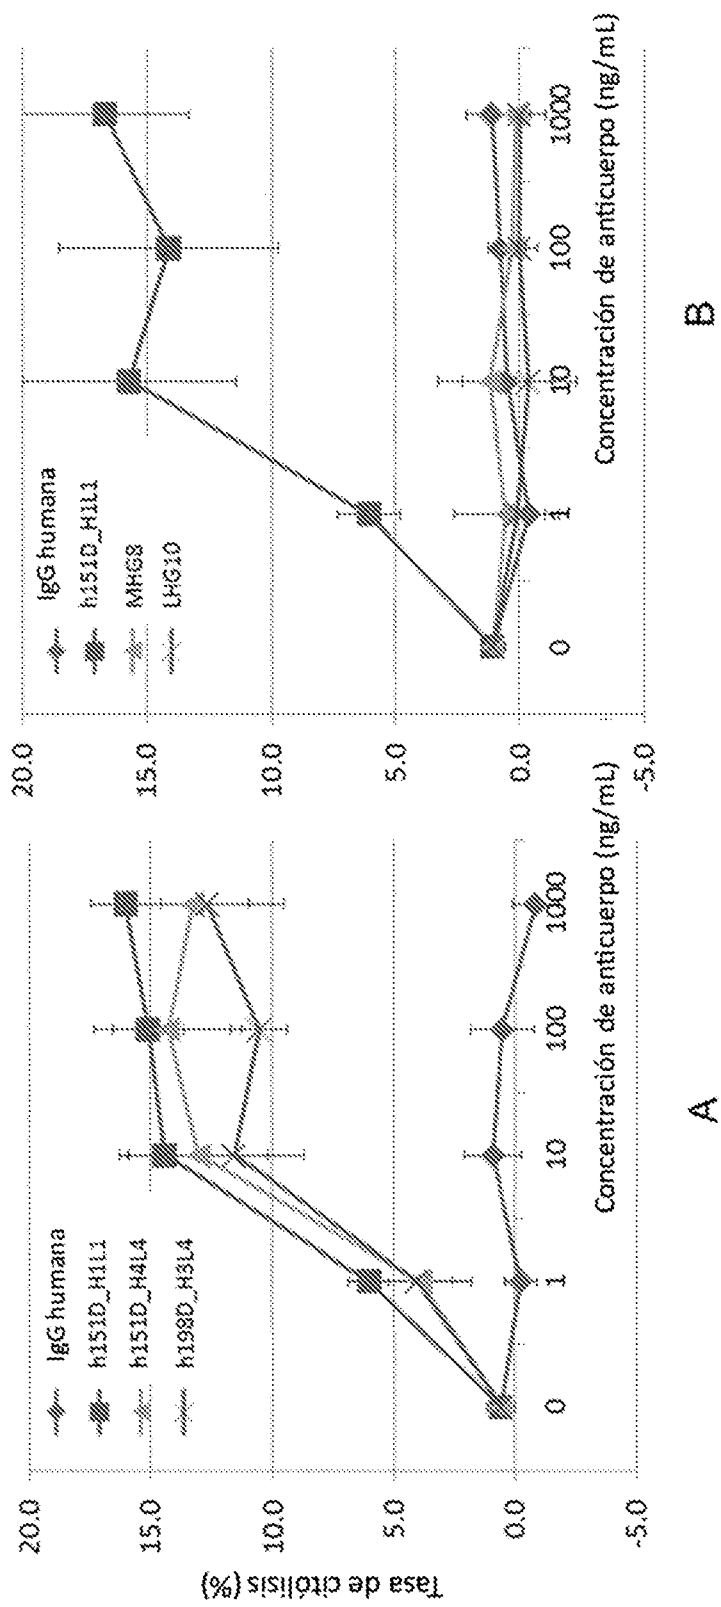 Tasa de citólisis (%)
20.0
15.0
10.0
5.0
0.0
-5.0
IgG humana
h151D_H1L1
h151D_H4L4
h198D_H3L4
0
1
10
100
1000
Concentración de anticuerpo (ng/mL)
A
20.0
15.0
10.0
5.0
0.0
-5.0
IgG humana
h151D_H1L1
MHG8
LHG10
0
1
10
100
1000
Concentración de anticuerpo (ng/mL)
B